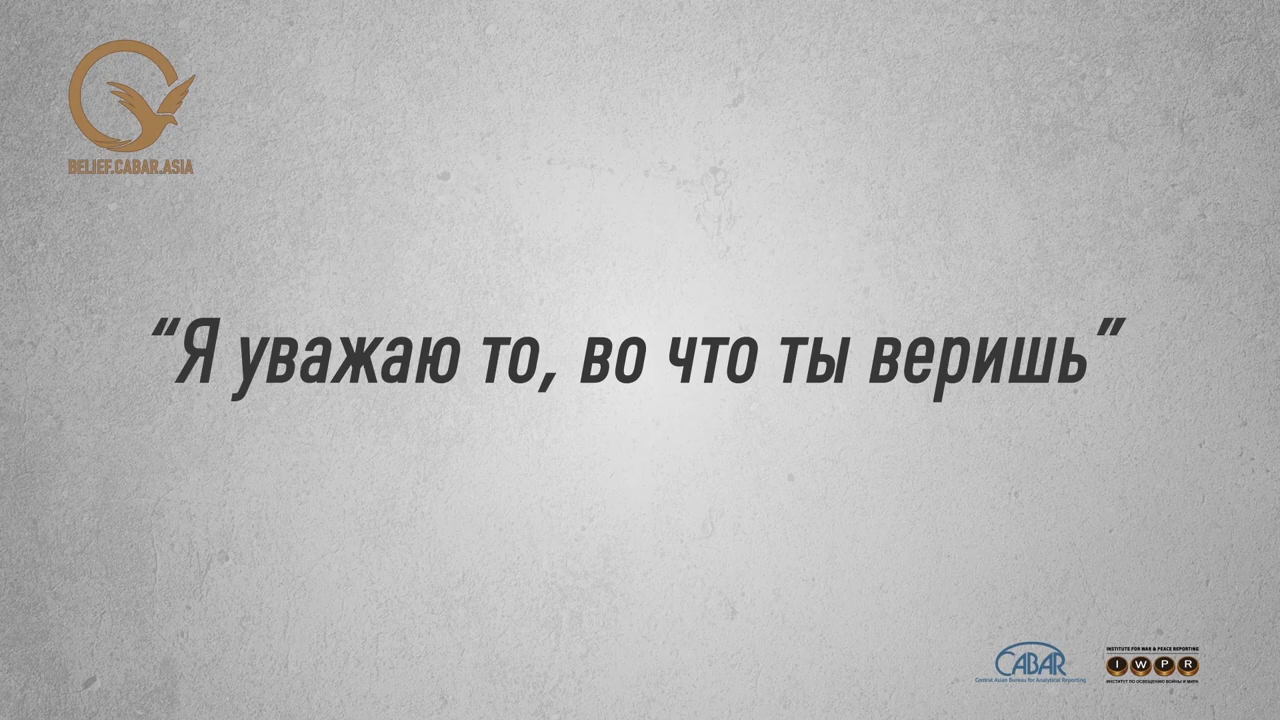 BELIEF.CABAR.ASIA
“Я уважаю то, во что ты веришь”
CABAR
Central Asian Bureau for Analytical Reporting
INSTITUTE FOR WAR & PEACE REPORTING
I W P R
ИНСТИТУТ ПО ОСВЕЩЕНИЮ ВОЙНЫ И МИРА